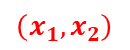 (x₁, x₂)